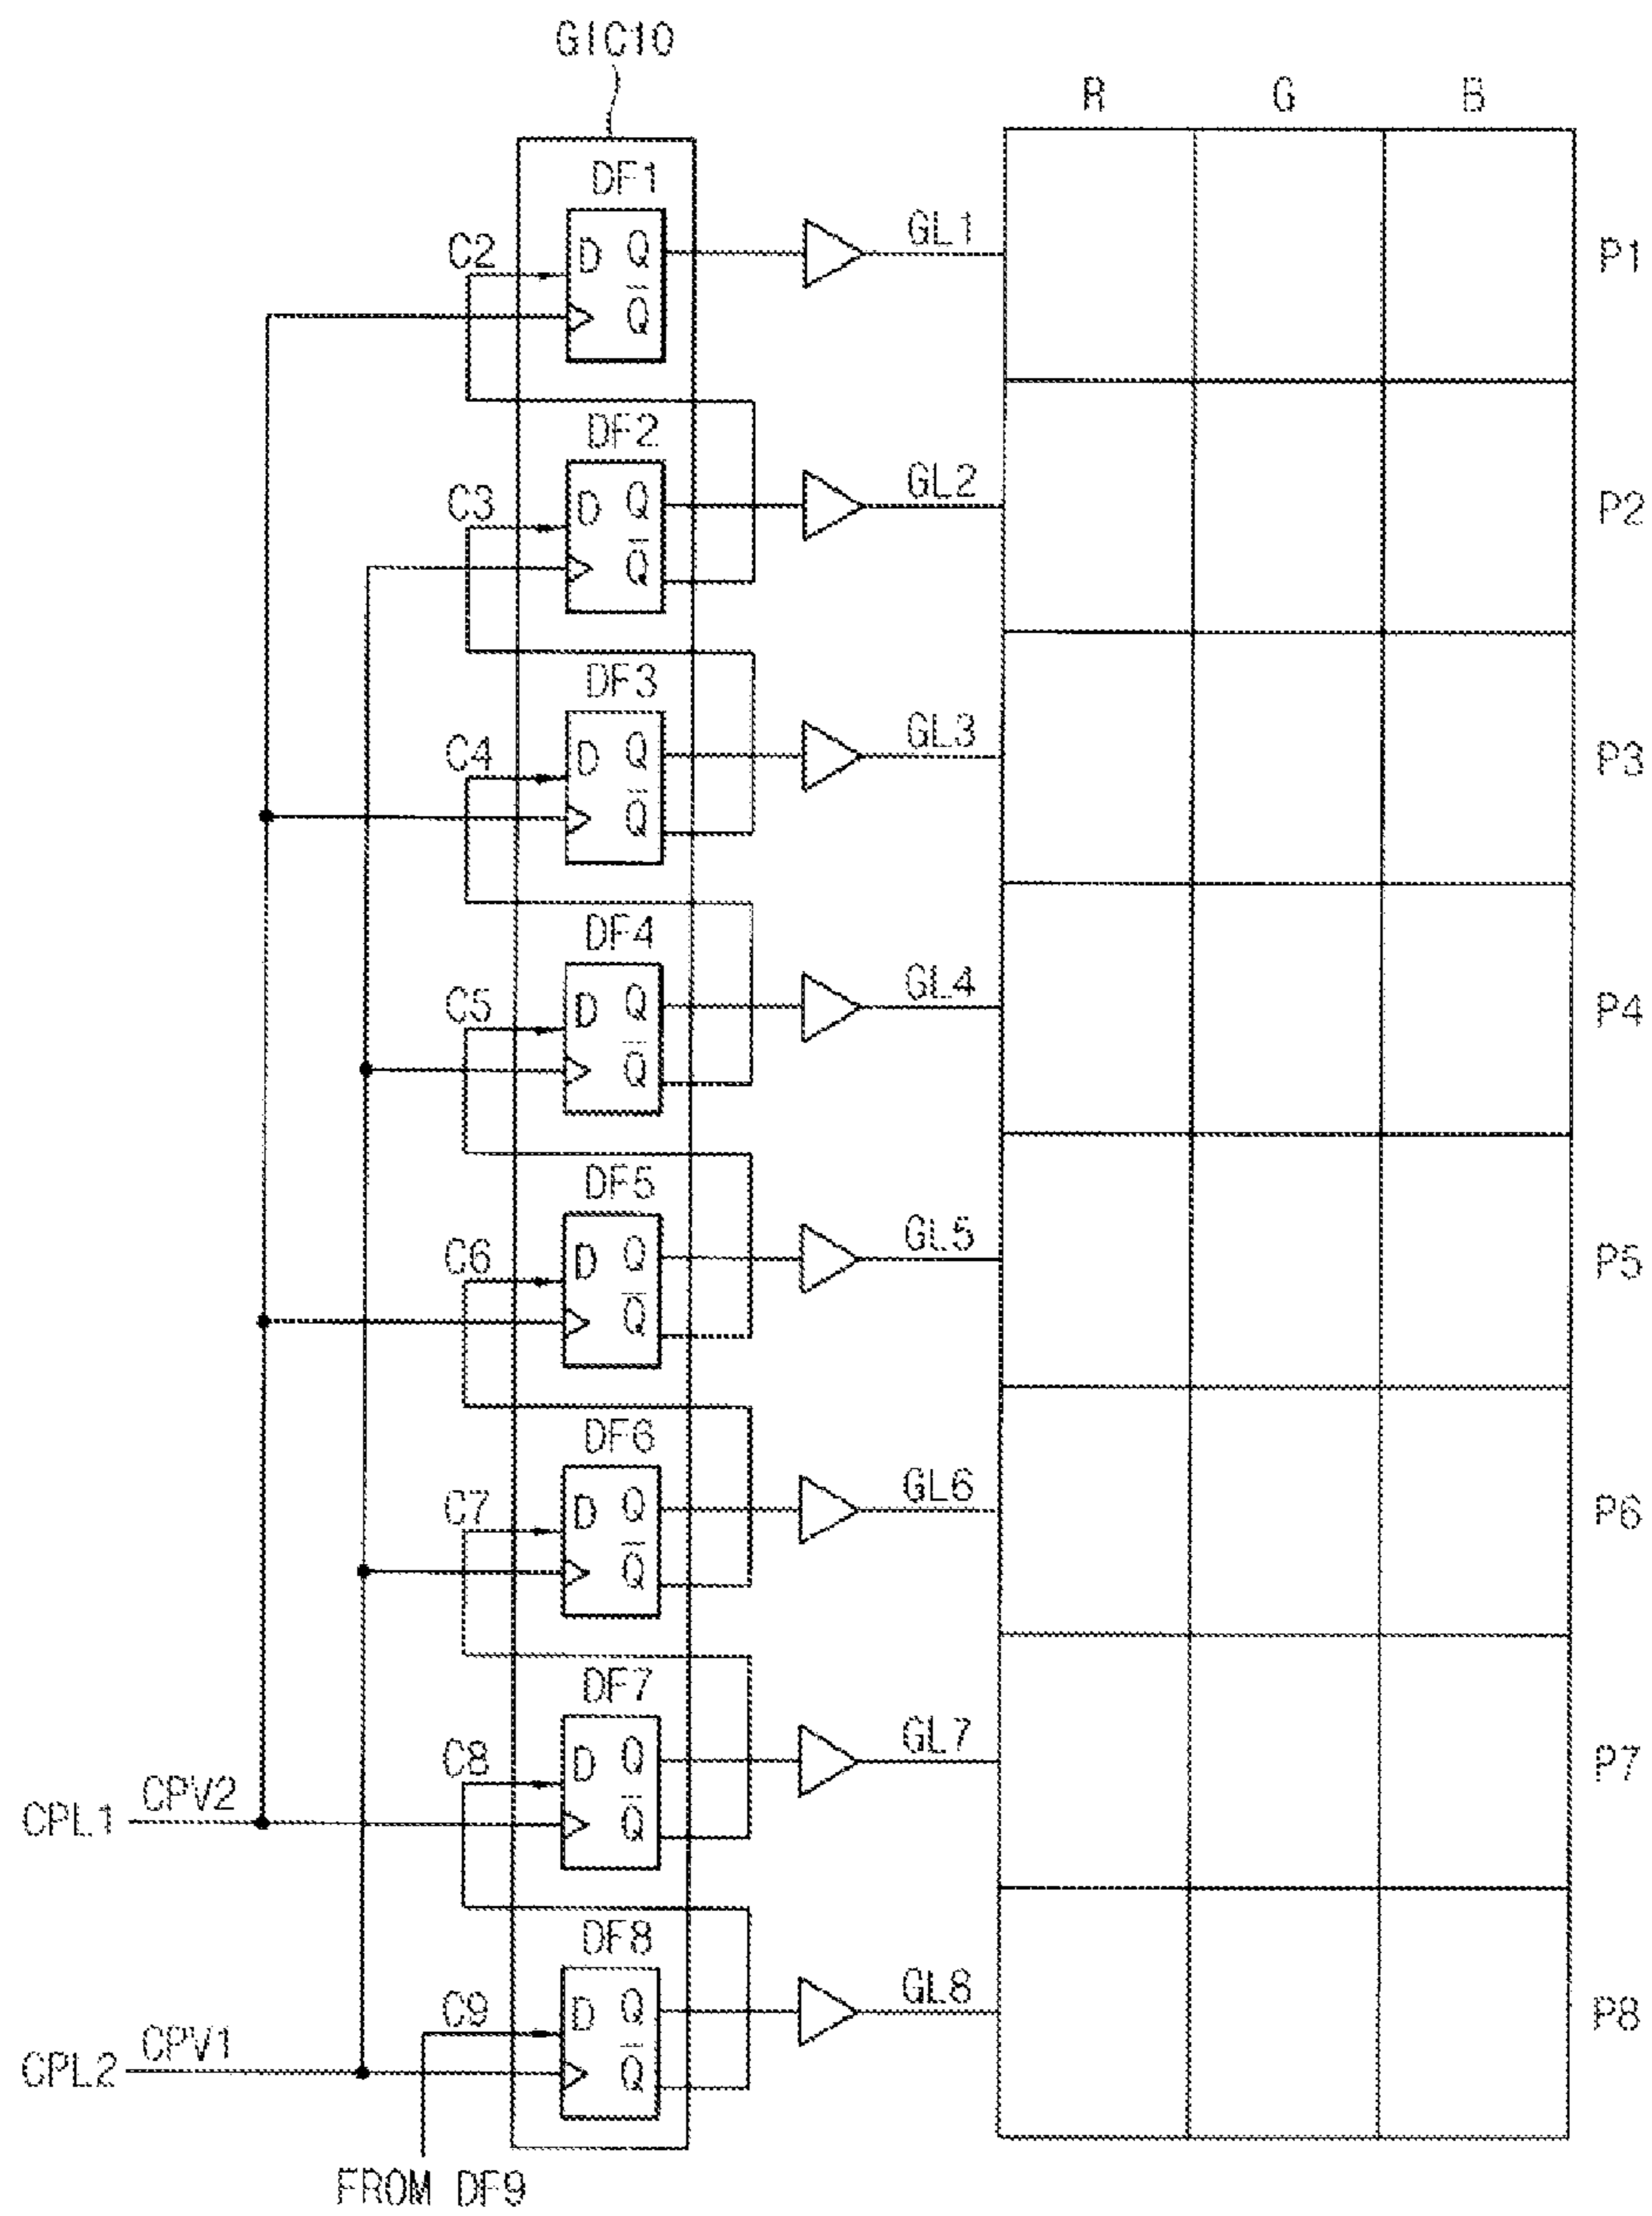 GIC10
R G B
DF1
C2 D Q GL1 P1
Q̅
DF2
C3 D Q GL2 P2
Q̅
DF3
C4 D Q GL3 P3
Q̅
DF4
C5 D Q GL4 P4
Q̅
DF5
C6 D Q GL5 P5
Q̅
DF6
C7 D Q GL6 P6
Q̅
DF7
C8 D Q GL7 P7
CPL1 CPV2 Q̅
DF8
C9 D Q GL8 P8
CPL2 CPV1 Q̅
FROM DF9